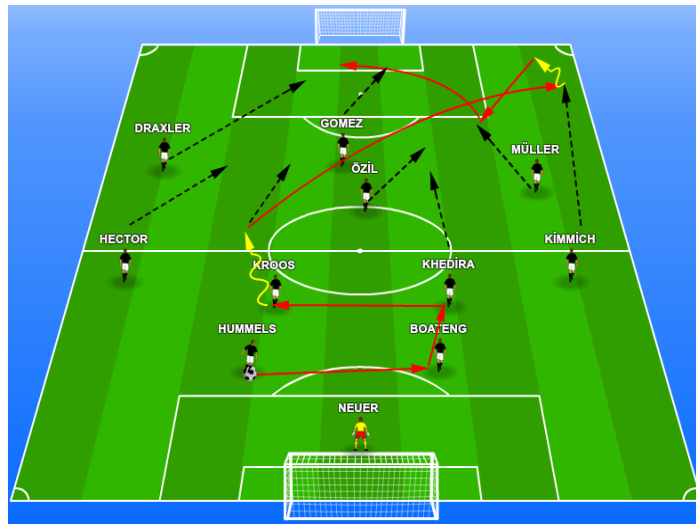 GOMEZ
DRAXLER
MÜLLER
ÖZİL
HECTOR
KİMMİCH
KROOS
KHEDİRA
HUMMELS
BOATENG
NEUER